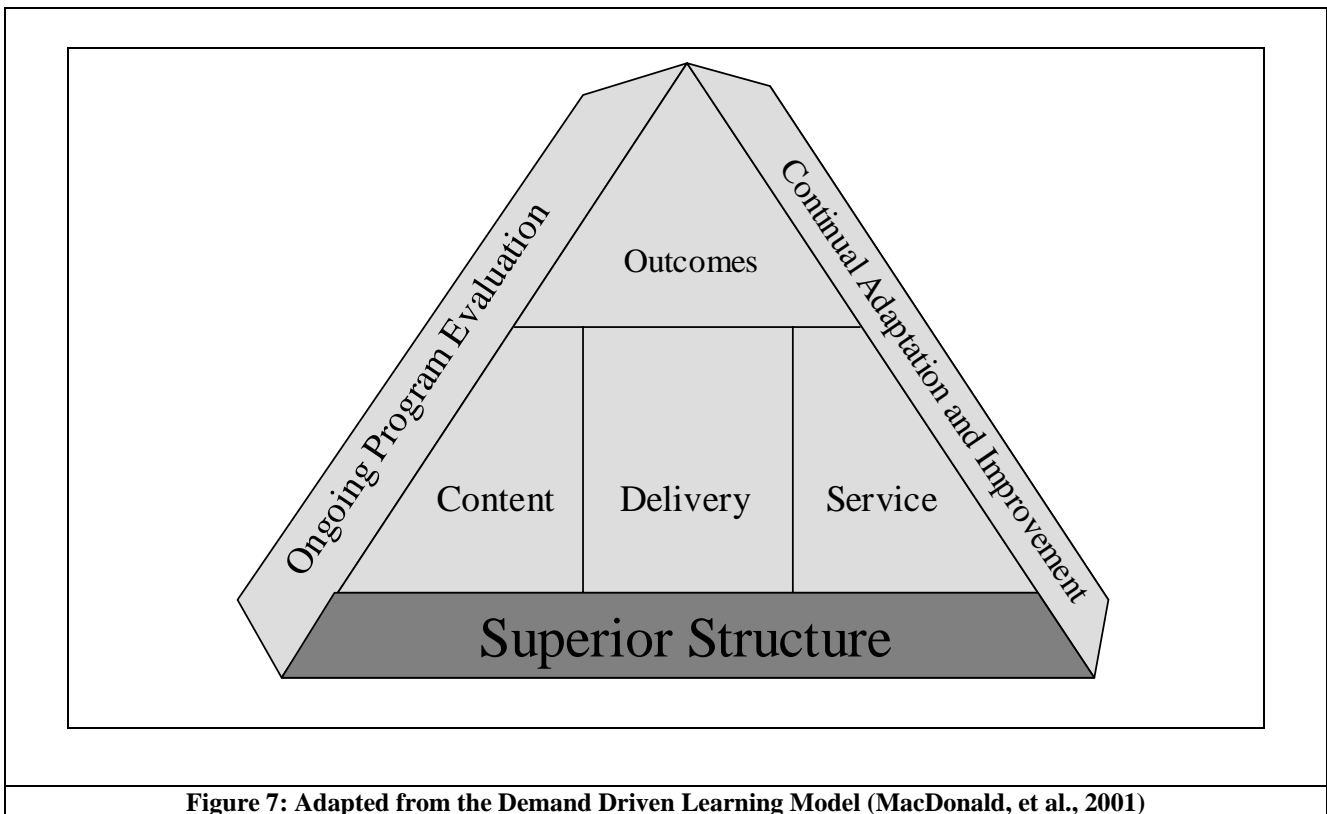 Ongoing Program Evaluation
Continual Adaptation and Improvement
Outcomes
Content Delivery Service
Superior Structure
Figure 7: Adapted from the Demand Driven Learning Model (MacDonald, et al., 2001)